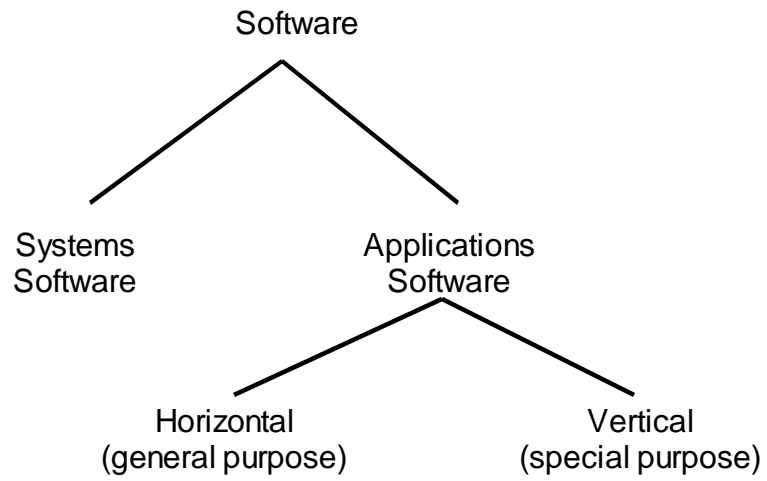 Software
Systems
Software
Applications
Software
Horizontal
(general purpose)
Vertical
(special purpose)